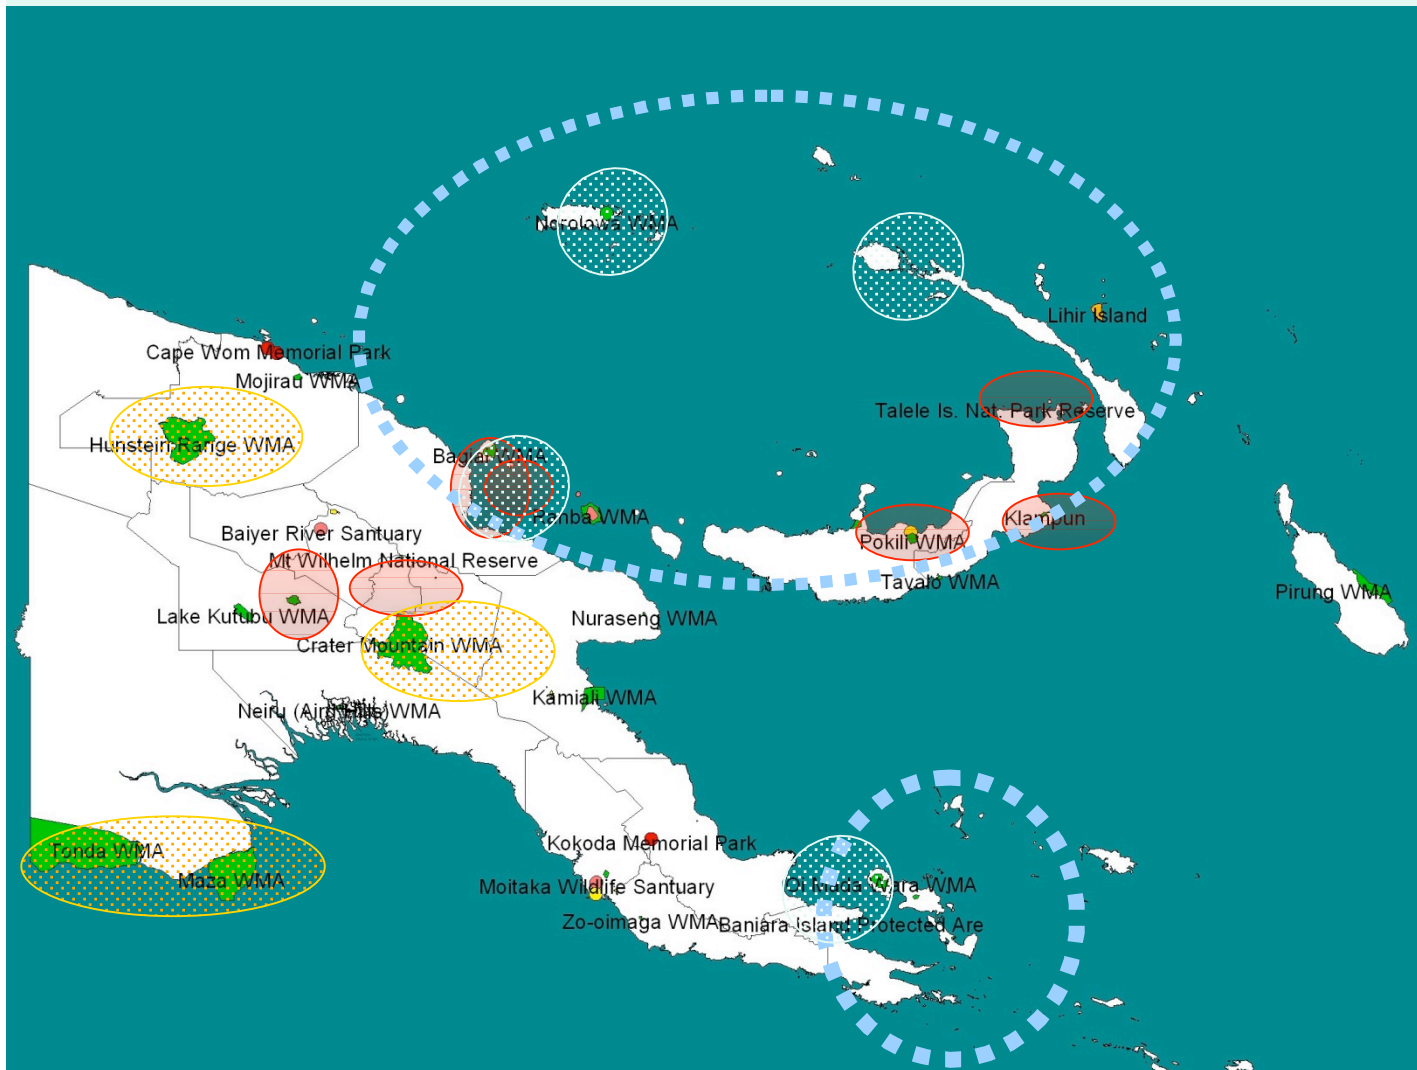 Norolowa WMA
Lihir Island
Cape Wom Memorial Park
Mojirau WMA
Talele Is. Nat. Park Reserve
Hunstein Range WMA
Bagiai WMA
Ranba WMA
Klampun
Baiyer River Santuary
Pokili WMA
Mt Wilhelm National Reserve
Tavalo WMA
Pirung WMA
Lake Kutubu WMA
Nuraseng WMA
Crater Mountain WMA
Kamiali WMA
Neiru (Aird Hills) WMA
Kokoda Memorial Park
Tonda WMA
Maza WMA
Moitaka Wildlife Santuary
Oi Mada Wara WMA
Zo-oimaga WMA
Baniara Island Protected Are